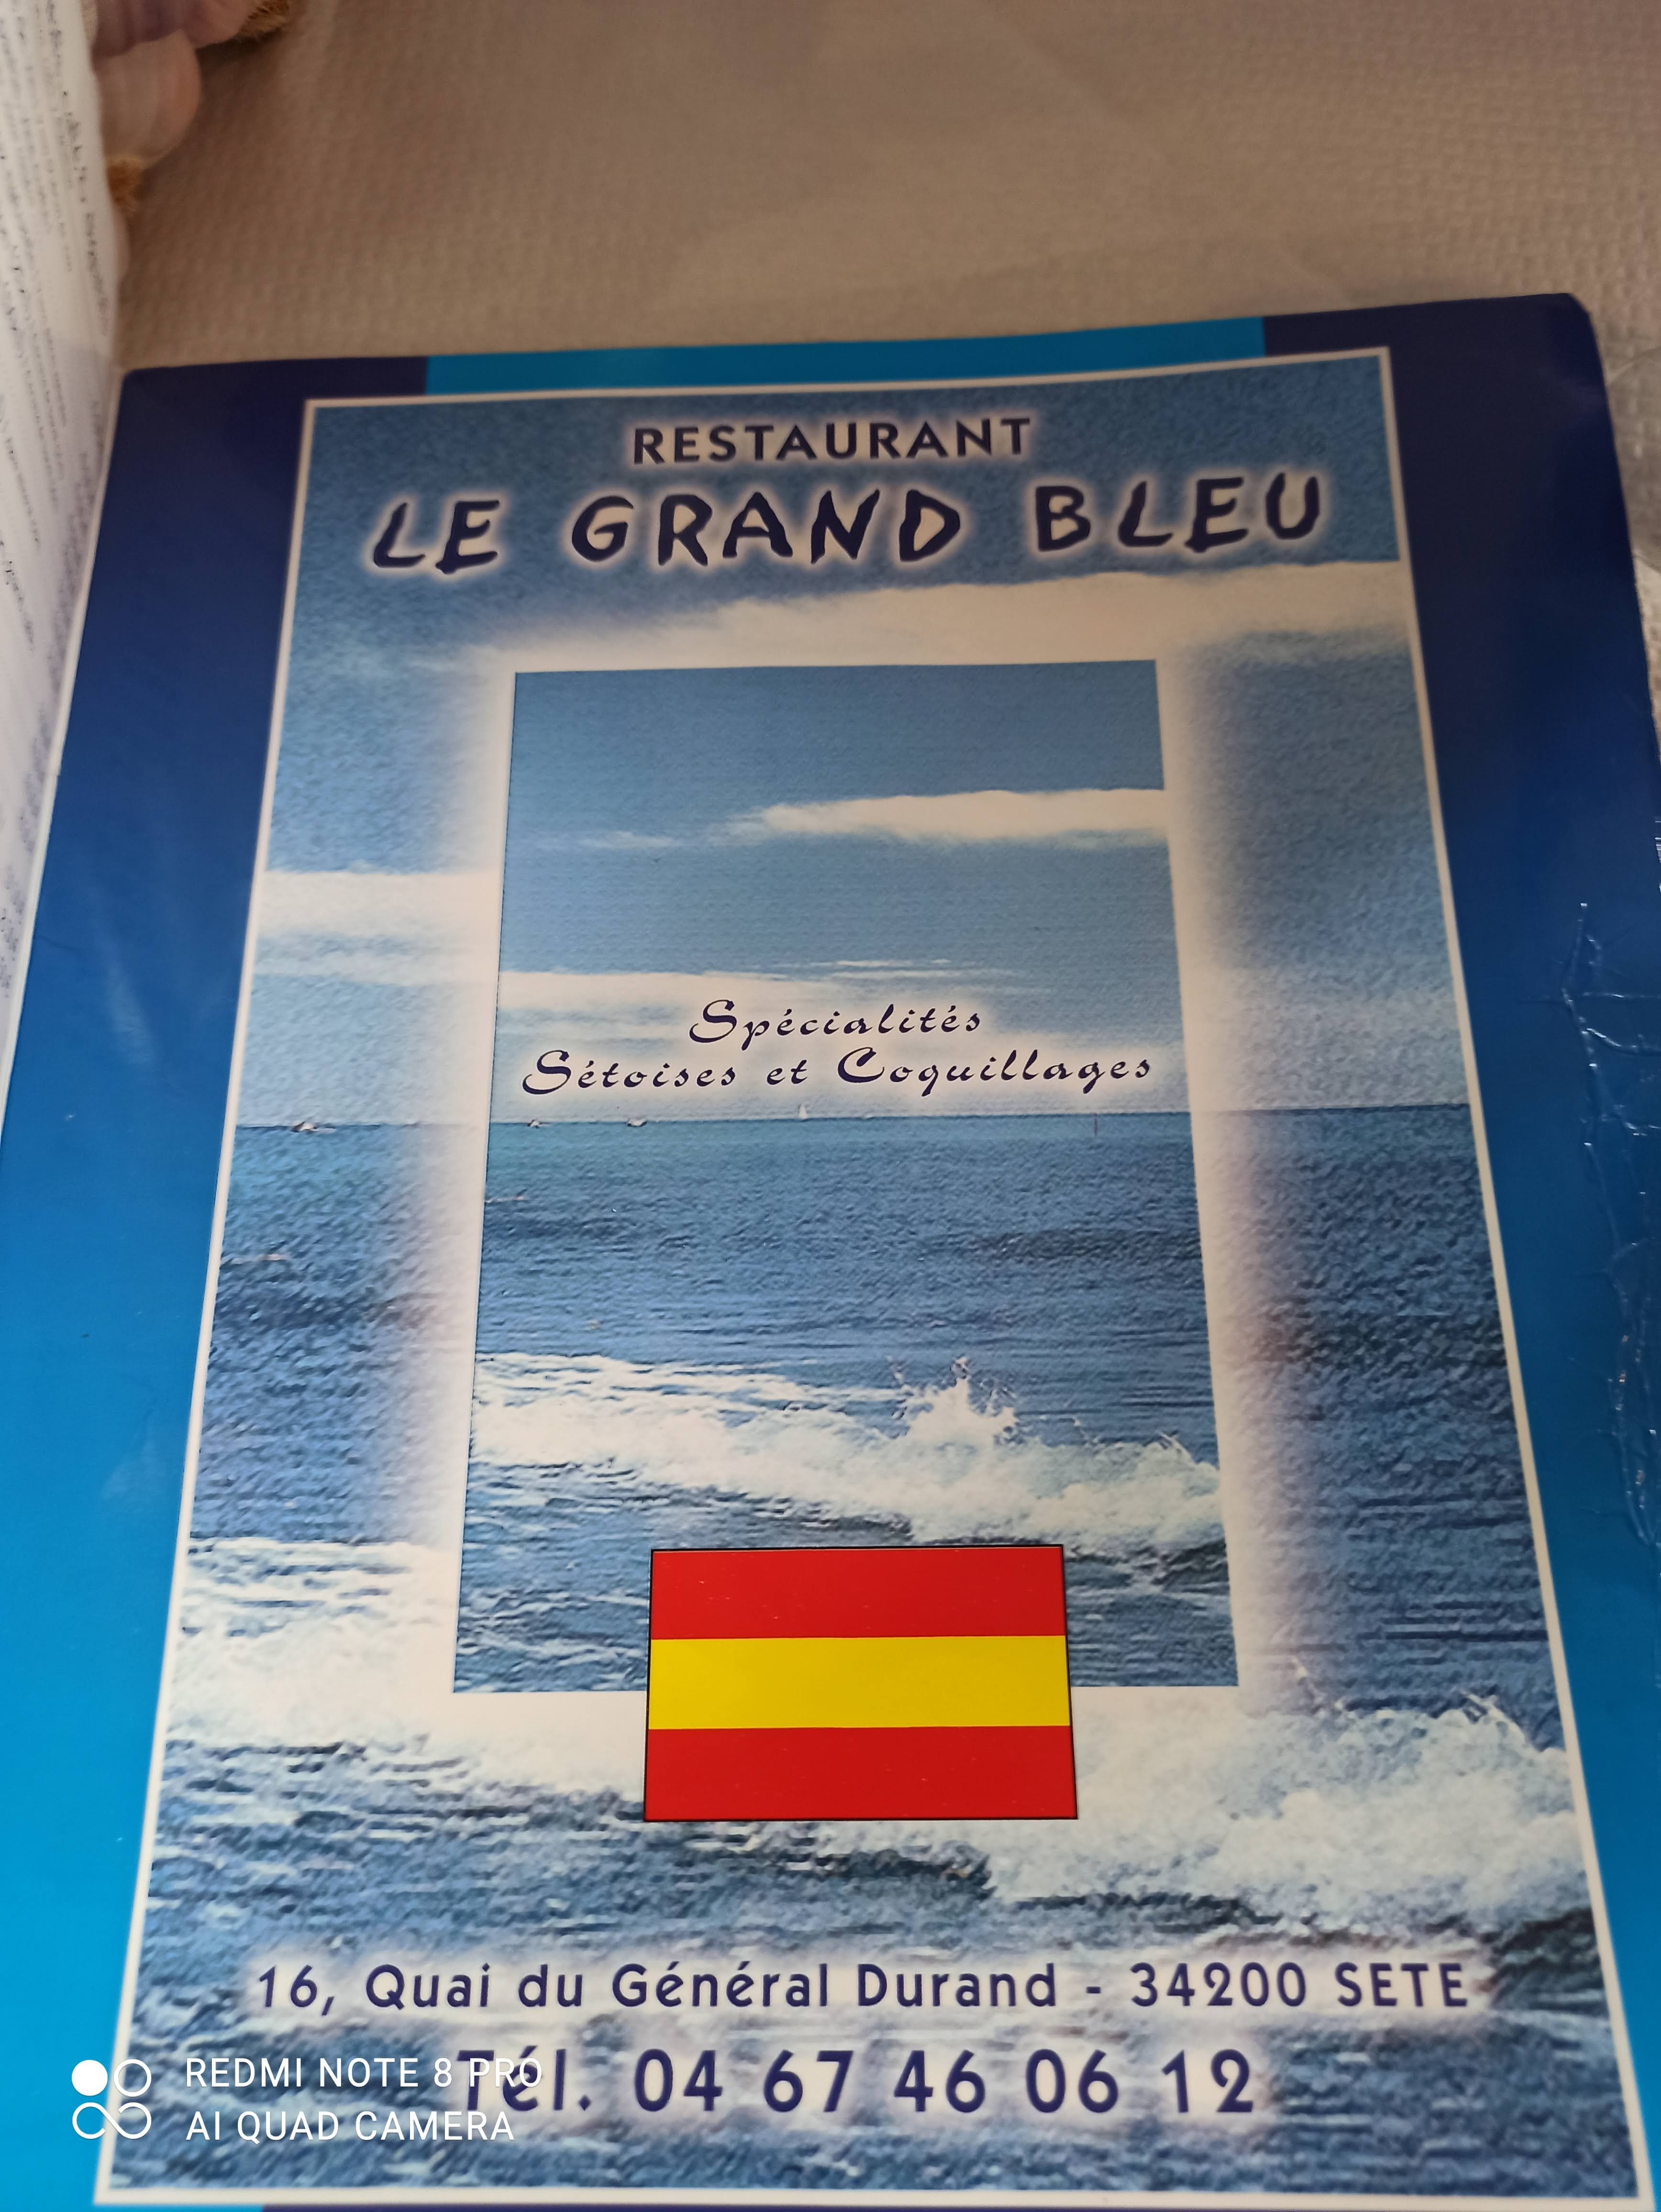 RESTAURANT
LE GRAND BLEU
Spécialités
Sétoises et Coquillages
16, Quai du Général Durand - 34200 SETE
Tél. 04 67 46 06 12
REDMI NOTE 8 PRO
AI QUAD CAMERA